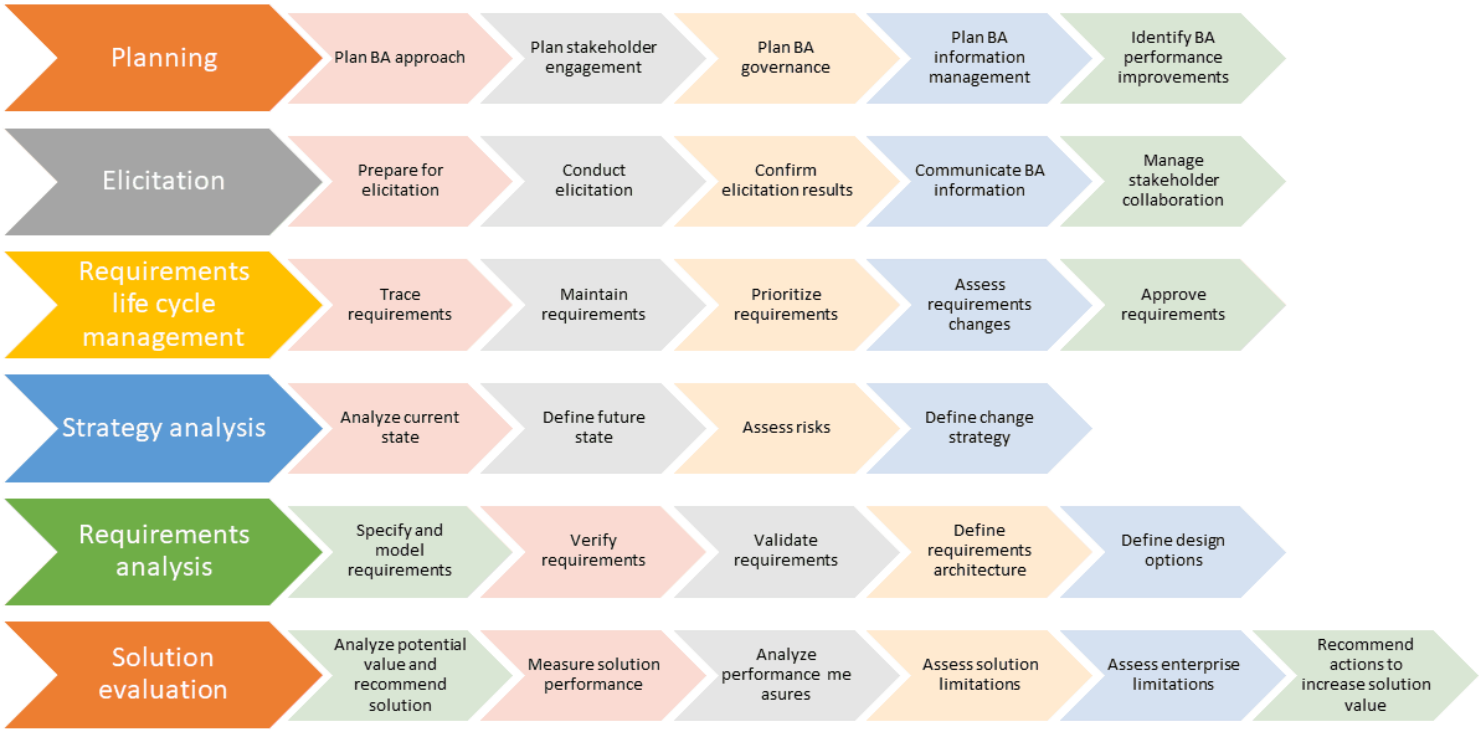 Planning
Plan BA approach
Plan stakeholder
engagement
Plan BA
governance
Plan BA
information
management
Identify BA
performance
improvements
Elicitation
Prepare for
elicitation
Conduct
elicitation
Confirm
elicitation results
Communicate BA
information
Manage
stakeholder
collaboration
Requirements
life cycle
management
Trace
requirements
Maintain
requirements
Prioritize
requirements
Assess
requirements
changes
Approve
requirements
Strategy analysis
Analyze current
state
Define future
state
Assess risks
Define change
strategy
Requirements
analysis
Specify and
model
requirements
Verify
requirements
Validate
requirements
Define
requirements
architecture
Define design
options
Solution
evaluation
Analyze potential
value and
recommend
solution
Measure solution
performance
Analyze
performance me
asures
Assess solution
limitations
Assess enterprise
limitations
Recommend
actions to
increase solution
value